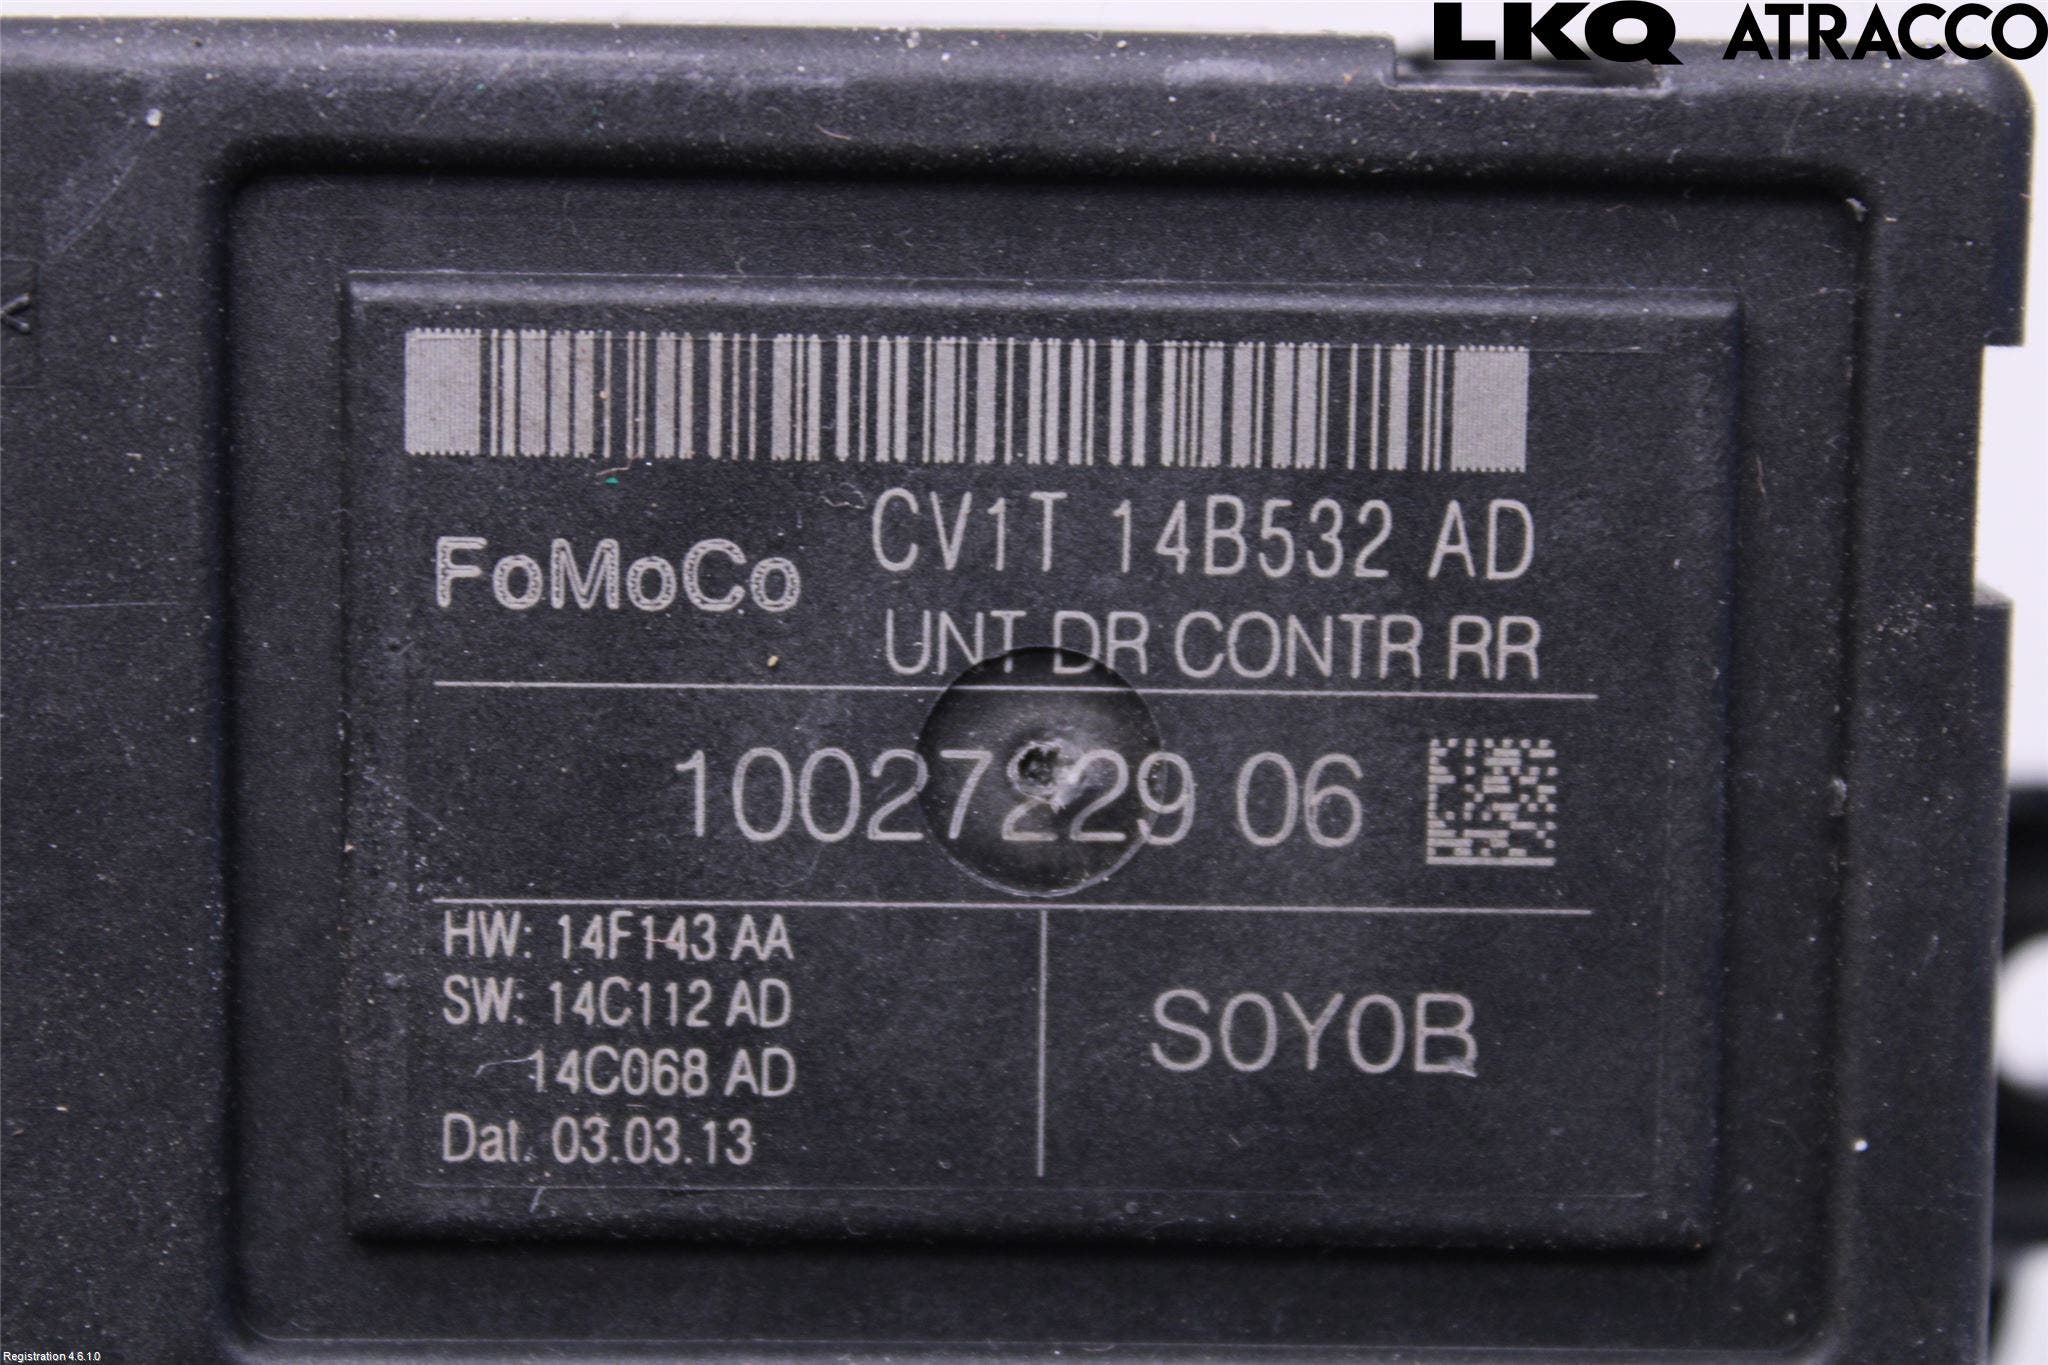 LKQ ATRACCO
FoMoCo CV1T 14B532 AD
UNT DR CONTR RR
10027229 06
HW: 14F143 AA
SW: 14C112 AD
14C068 AD
Dat. 03.03.13
SOYOB
Registration 4.6.1.0